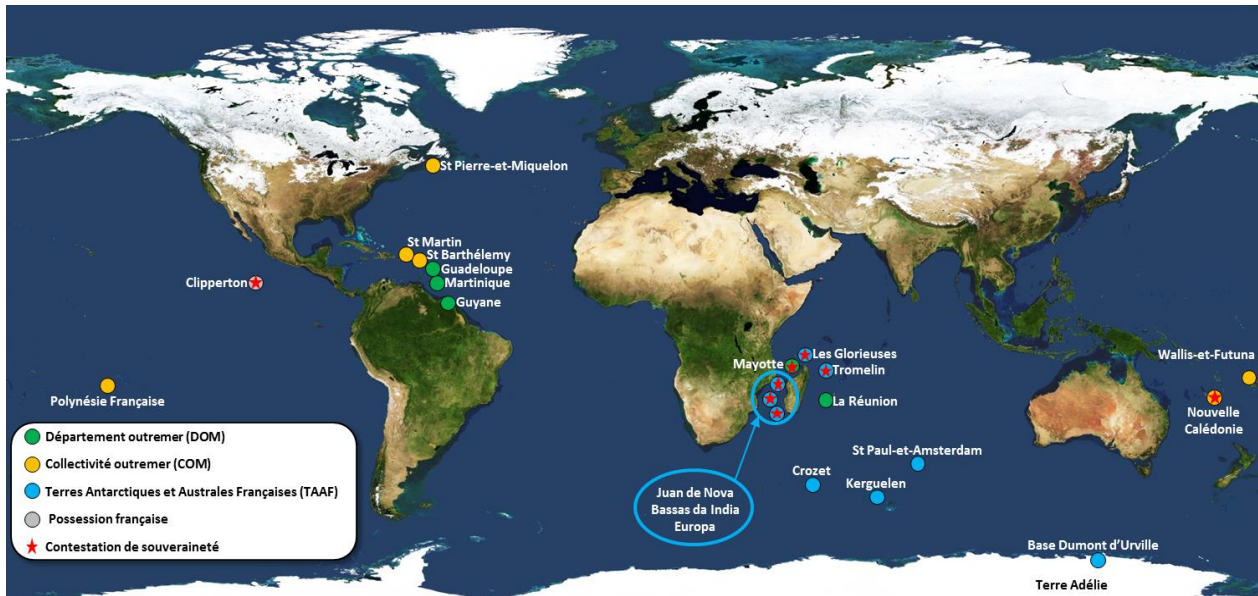 St Pierre-et-Miquelon
St Martin
St Barthélemy
Guadeloupe
Martinique
Guyane
Clipperton
Polynésie Française
Les Glorieuses
Mayotte
Tromelin
La Réunion
Wallis-et-Futuna
Nouvelle
Calédonie
St Paul-et-Amsterdam
Crozet
Kerguelen
Juan de Nova
Bassas da India
Europa
Base Dumont d'Urville
Terre Adélie
Département outremer (DOM)
Collectivité outremer (COM)
Terres Antarctiques et Australes Françaises (TAAF)
Possession française
Contestation de souveraineté